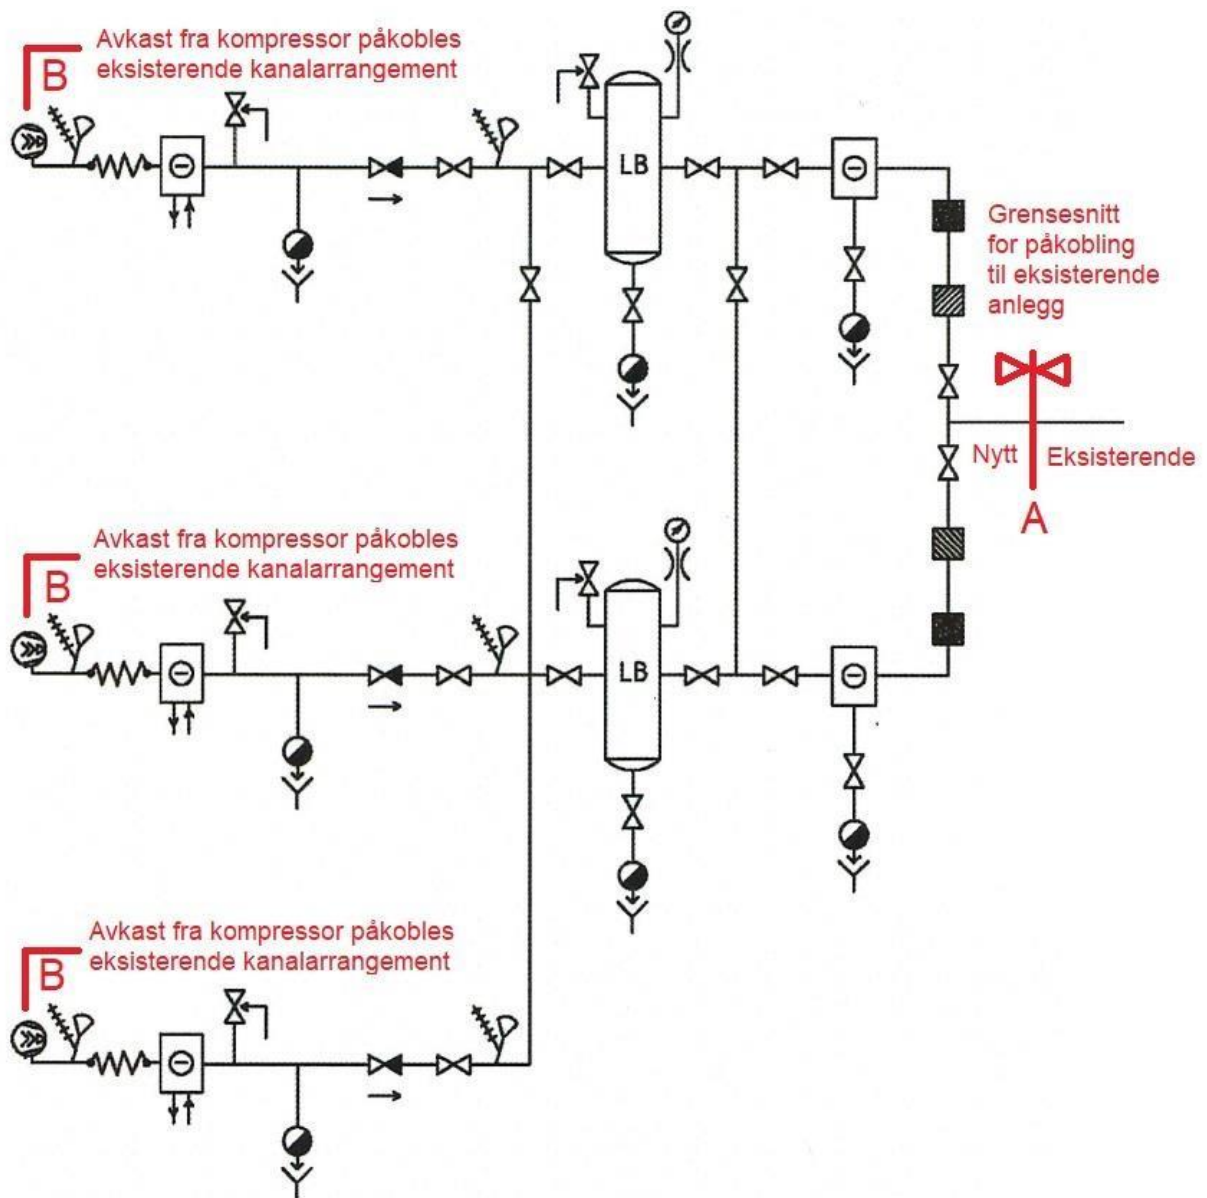 Avkast fra kompressor påkobles
eksisterende kanalarrangement
B
LB
Grensesnitt
for påkobling
til eksisterende
anlegg
Nytt
Eksisterende
A
Avkast fra kompressor påkobles
eksisterende kanalarrangement
B
LB
Avkast fra kompressor påkobles
eksisterende kanalarrangement
B